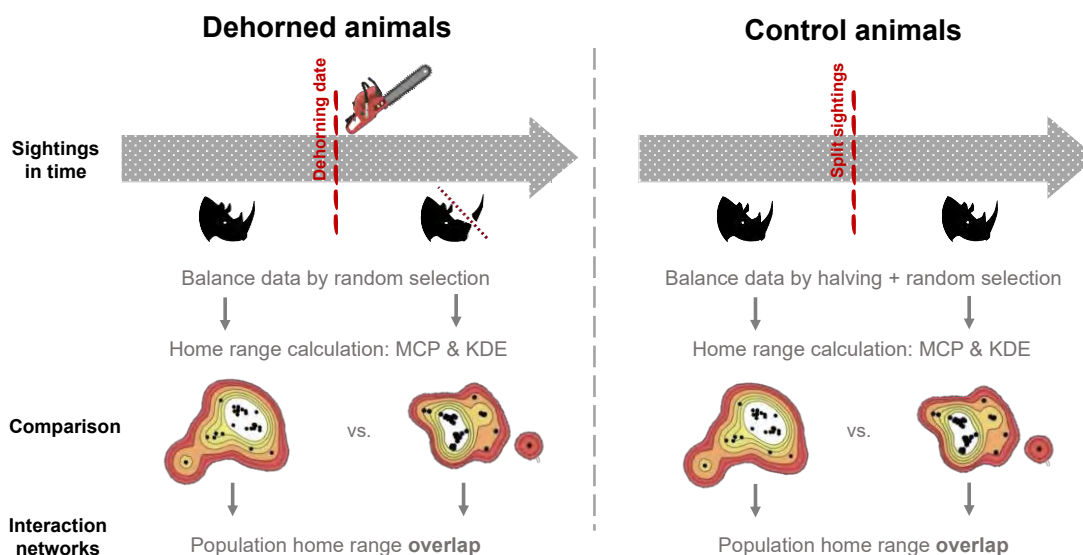 Dehorned animals
Control animals
Sightings
in time
Dehorning date
Split sightings
Balance data by random selection
Balance data by halving + random selection
Home range calculation: MCP & KDE
Home range calculation: MCP & KDE
Comparison
vs.
vs.
Interaction
networks
Population home range overlap
Population home range overlap